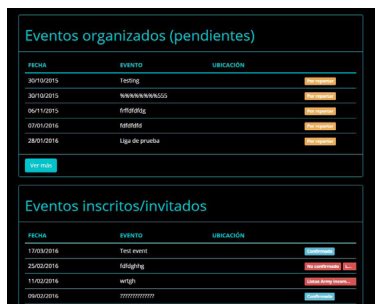 Eventos organizados (pendientes)
FECHA EVENTO UBICACIÓN
30/10/2015 Testing Por reportar
30/10/2015 %%%%%%%%555 Por reportar
06/11/2015 frffdfdfdg Por reportar
07/01/2016 fdfdfdfd Por reportar
28/01/2016 Liga de prueba Por reportar
Ver más
Eventos inscritos/invitados
FECHA EVENTO UBICACIÓN
17/03/2016 Test event Confirmado
25/02/2016 fdfdghhg No confirmado
11/02/2016 wrtgh Listas Army
09/02/2016 ?????????????? Confirmado